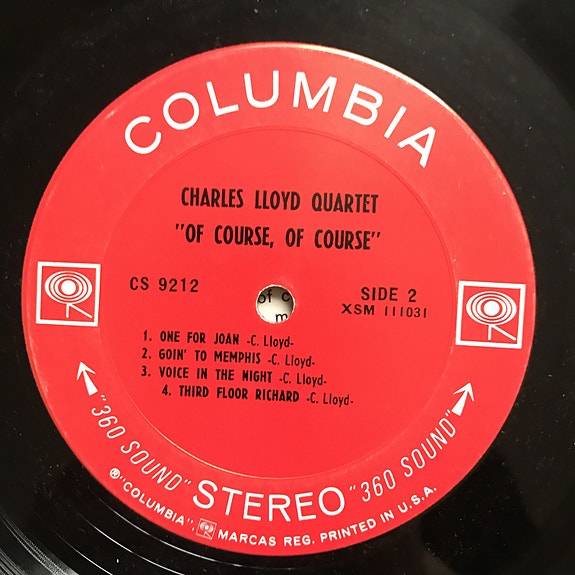 COLUMBIA
CHARLES LLOYD QUARTET
"OF COURSE, OF COURSE"
CS 9212
SIDE 2
XSM 111031
of c
m
1. ONE FOR JOAN -C. Lloyd-
2. GOIN' TO MEMPHIS -C. Lloyd-
3. VOICE IN THE NIGHT -C. Lloyd-
4. THIRD FLOOR RICHARD -C. Lloyd-
"360 SOUND" STEREO "360 SOUND"
®"COLUMBIA", MARCAS REG. PRINTED IN U.S.A.